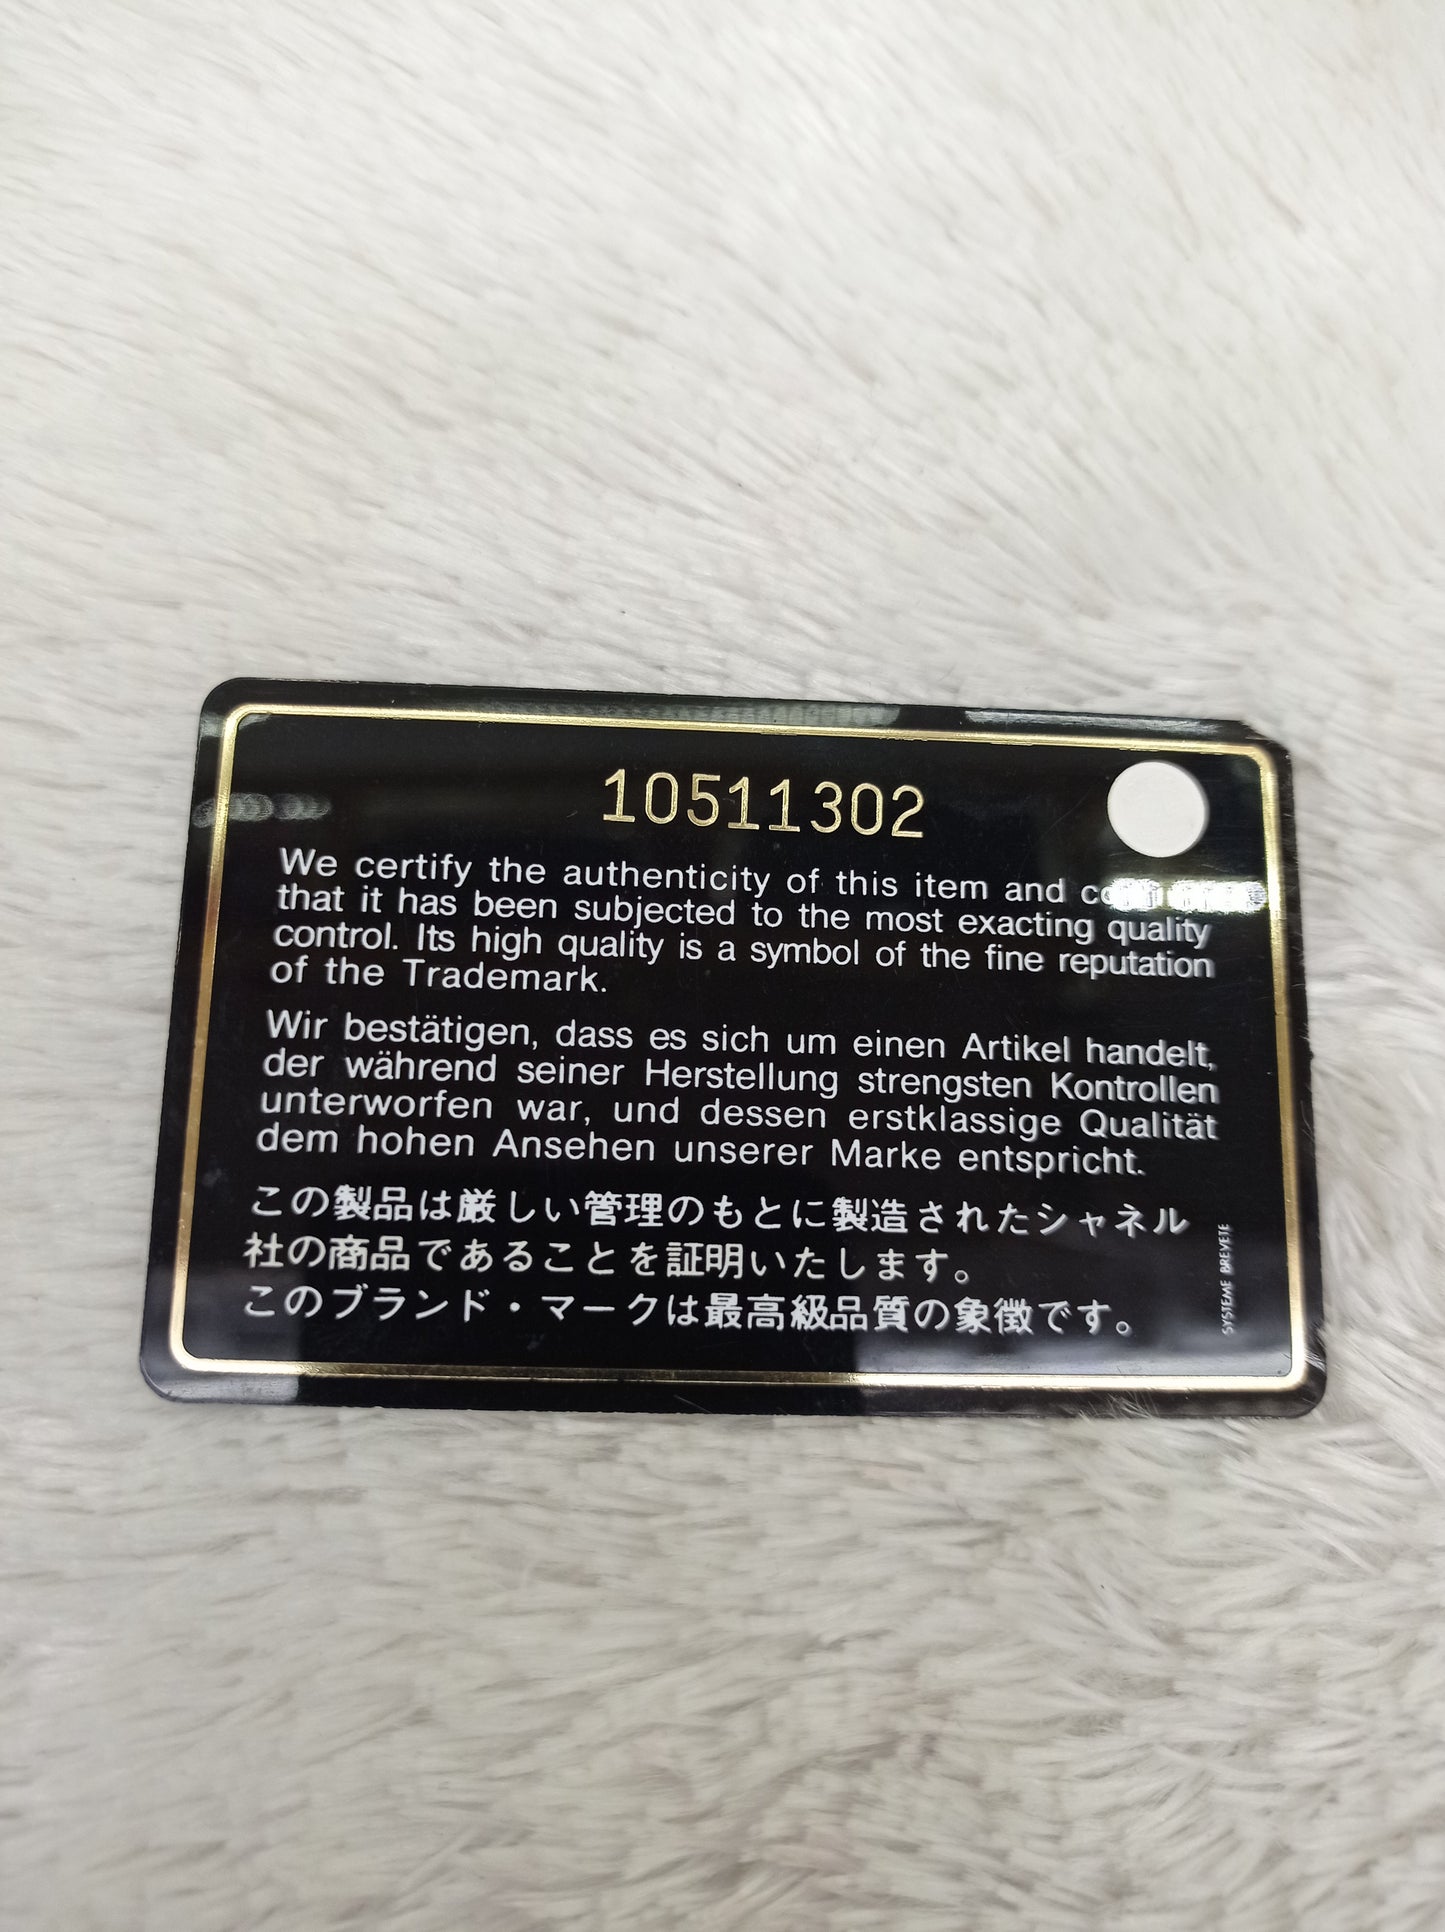 10511302
We certify the authenticity of this item and
that it has been subjected to the most exacting quality
control. Its high quality is a symbol of the fine reputation
of the Trademark.
Wir bestätigen, dass es sich um einen Artikel handelt,
der während seiner Herstellung strengsten Kontrollen
unterworfen war, und dessen erstklassige Qualität
dem hohen Ansehen unserer Marke entspricht.
この製品は厳しい管理のもとに製造されたシャネル
社の商品であることを証明いたします。
このブランド・マークは最高級品質の象徴です。
SYSTEME BREVETE